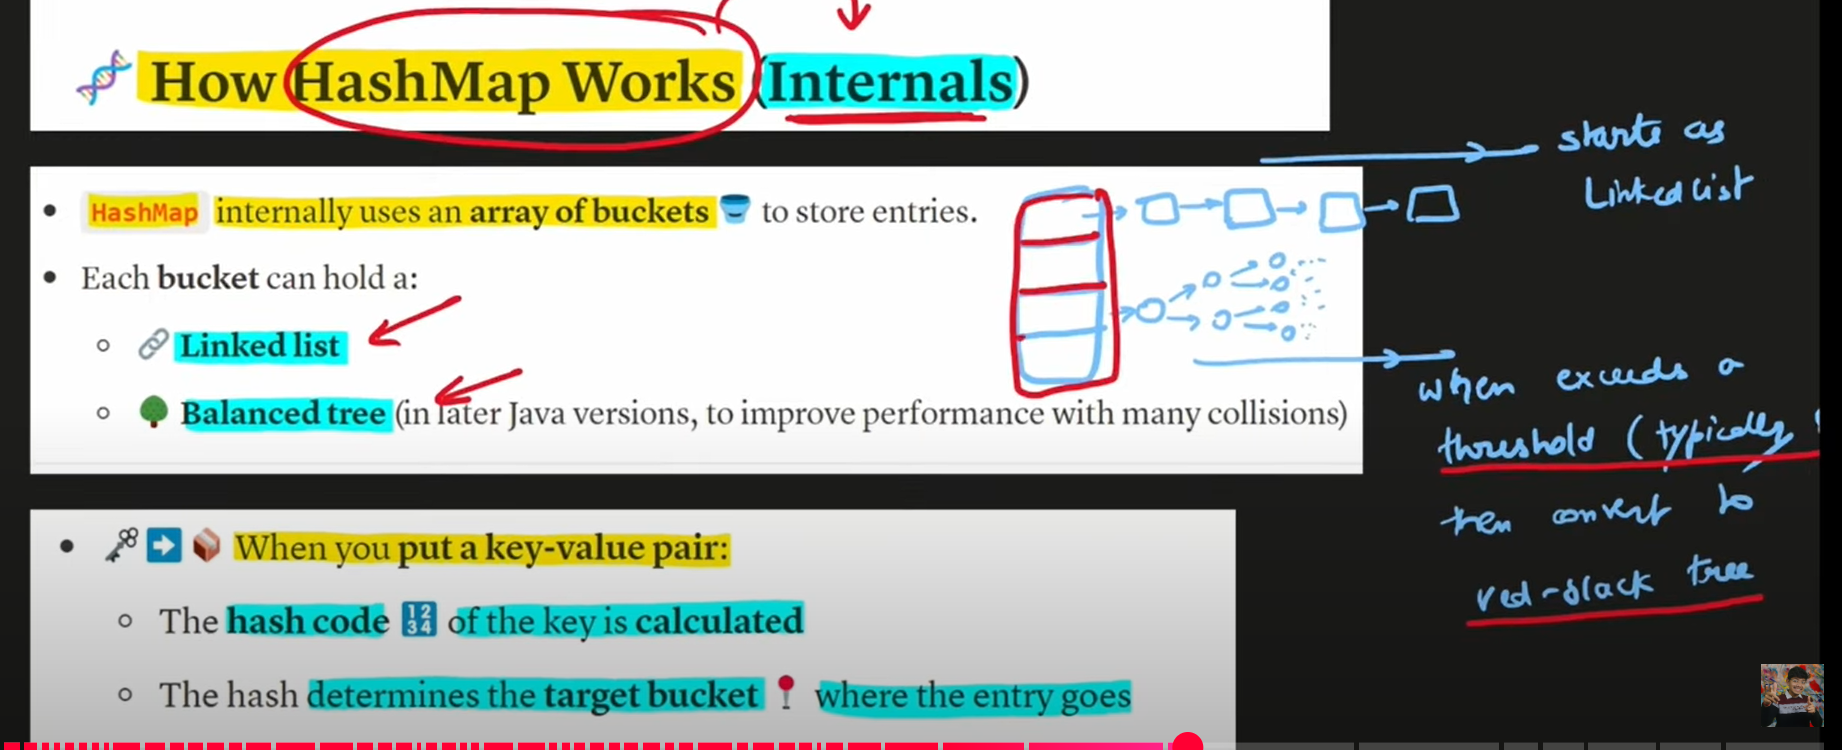 How HashMap Works (Internals)
starts as
Linked list
HashMap internally uses an array of buckets to store entries.
Each bucket can hold a:
Linked list
Balanced tree (in later Java versions, to improve performance with many collisions)
when exceeds a
threshold (typically
then convert to
red-black tree
When you put a key-value pair:
The hash code 1234 of the key is calculated
The hash determines the target bucket where the entry goes